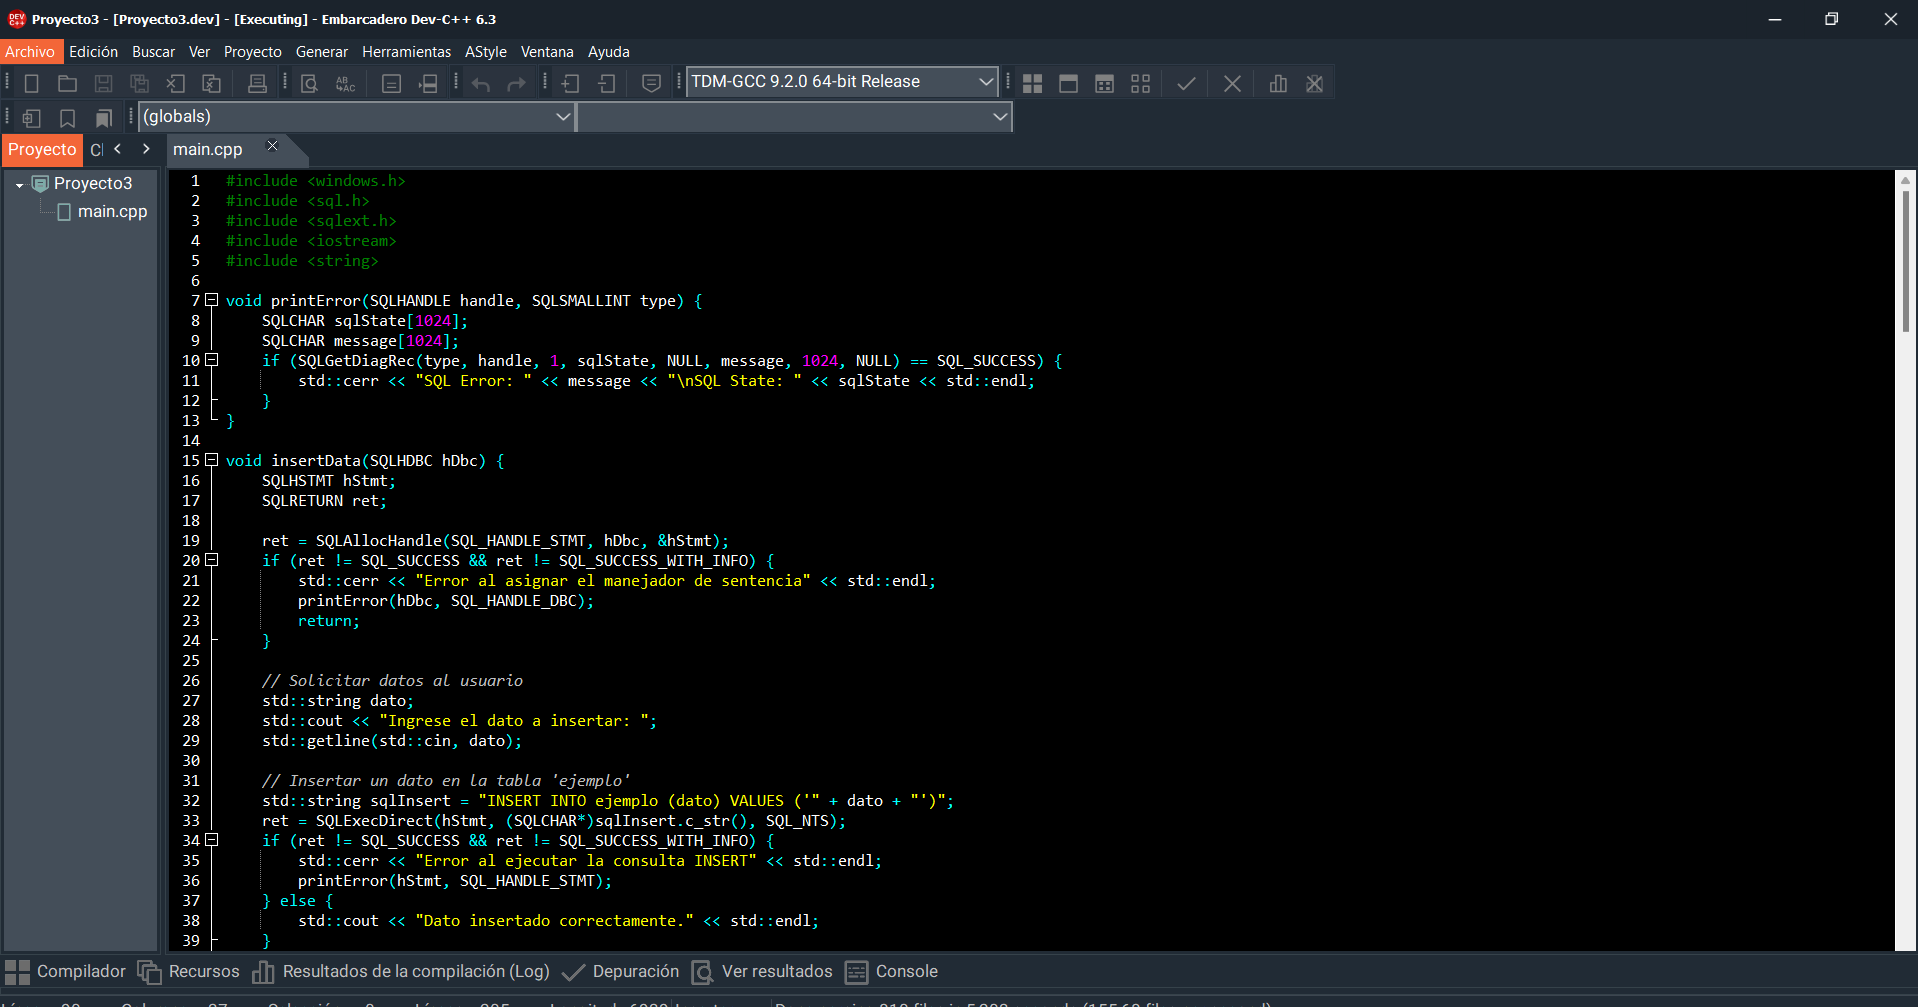 Proyecto3 - [Proyecto3.dev] - [Executing] - Embarcadero Dev-C++ 6.3
Archivo Edición Buscar Ver Proyecto Generar Herramientas AStyle Ventana Ayuda
TDM-GCC 9.2.0 64-bit Release
(globals)
Proyecto Cl main.cpp
Proyecto3
main.cpp
1 #include <windows.h>
2 #include <sql.h>
3 #include <sqlext.h>
4 #include <iostream>
5 #include <string>
6
7 void printError(SQLHANDLE handle, SQLSMALLINT type) {
8 SQLCHAR sqlState[1024];
9 SQLCHAR message[1024];
10 if (SQLGetDiagRec(type, handle, 1, sqlState, NULL, message, 1024, NULL) == SQL_SUCCESS) {
11 std::cerr << "SQL Error: " << message << "\nSQL State: " << sqlState << std::endl;
12 }
13 }
14
15 void insertData(SQLHDBC hDbc) {
16 SQLHSTMT hStmt;
17 SQLRETURN ret;
18
19 ret = SQLAllocHandle(SQL_HANDLE_STMT, hDbc, &hStmt);
20 if (ret != SQL_SUCCESS && ret != SQL_SUCCESS_WITH_INFO) {
21 std::cerr << "Error al asignar el manejador de sentencia" << std::endl;
22 printError(hDbc, SQL_HANDLE_DBC);
23 return;
24 }
25
26 // Solicitar datos al usuario
27 std::string dato;
28 std::cout << "Ingrese el dato a insertar: ";
29 std::getline(std::cin, dato);
30
31 // Insertar un dato en la tabla 'ejemplo'
32 std::string sqlInsert = "INSERT INTO ejemplo (dato) VALUES ('" + dato + "')";
33 ret = SQLExecDirect(hStmt, (SQLCHAR*)sqlInsert.c_str(), SQL_NTS);
34 if (ret != SQL_SUCCESS && ret != SQL_SUCCESS_WITH_INFO) {
35 std::cerr << "Error al ejecutar la consulta INSERT" << std::endl;
36 printError(hStmt, SQL_HANDLE_STMT);
37 } else {
38 std::cout << "Dato insertado correctamente." << std::endl;
39 }
Compilador Recursos Resultados de la compilación (Log) Depuración Ver resultados Console